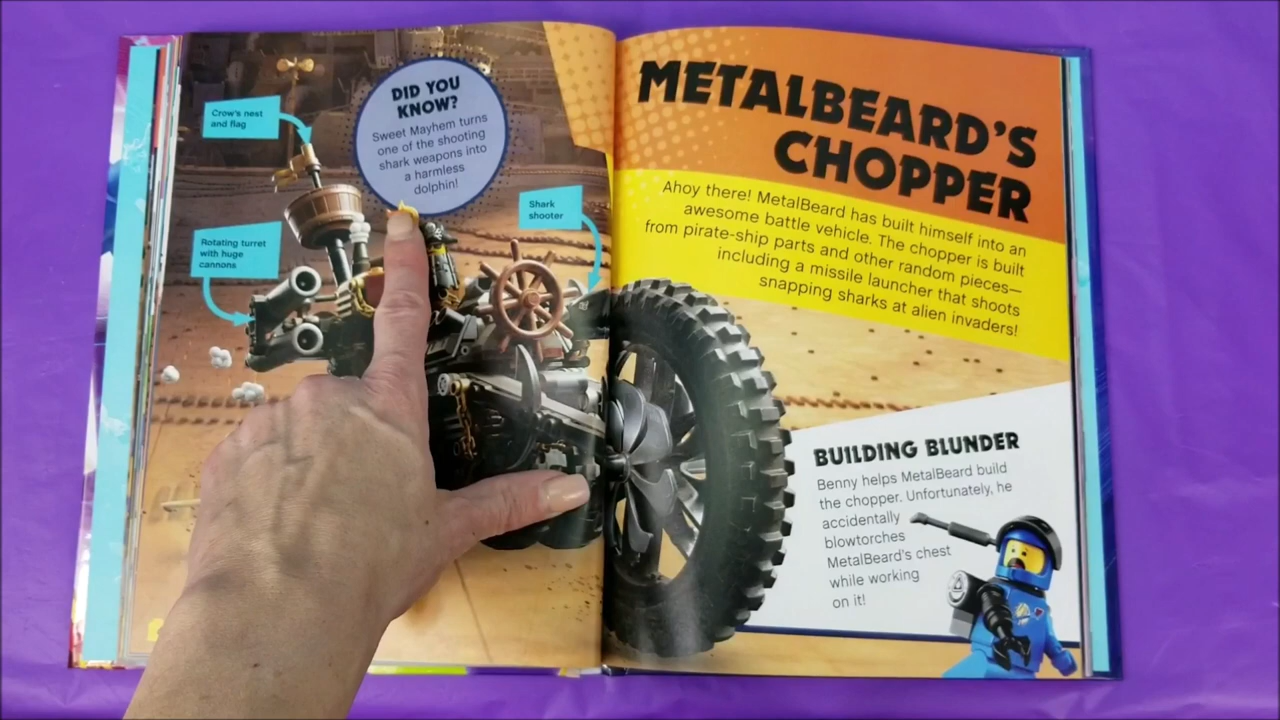 Crow's nest
and flag
DID YOU
KNOW?
Sweet Mayhem turns
one of the shooting
shark weapons into
a harmless
dolphin!
Shark
shooter
Rotating turret
with huge
cannons
METALBEARD'S
CHOPPER
Ahoy there! MetalBeard has built himself into an
awesome battle vehicle. The chopper is built
from pirate-ship parts and other random pieces—
including a missile launcher that shoots
snapping sharks at alien invaders!
BUILDING BLUNDER
Benny helps MetalBeard build
the chopper. Unfortunately, he
accidentally
blowtorches
MetalBeard's chest
while working
on it!